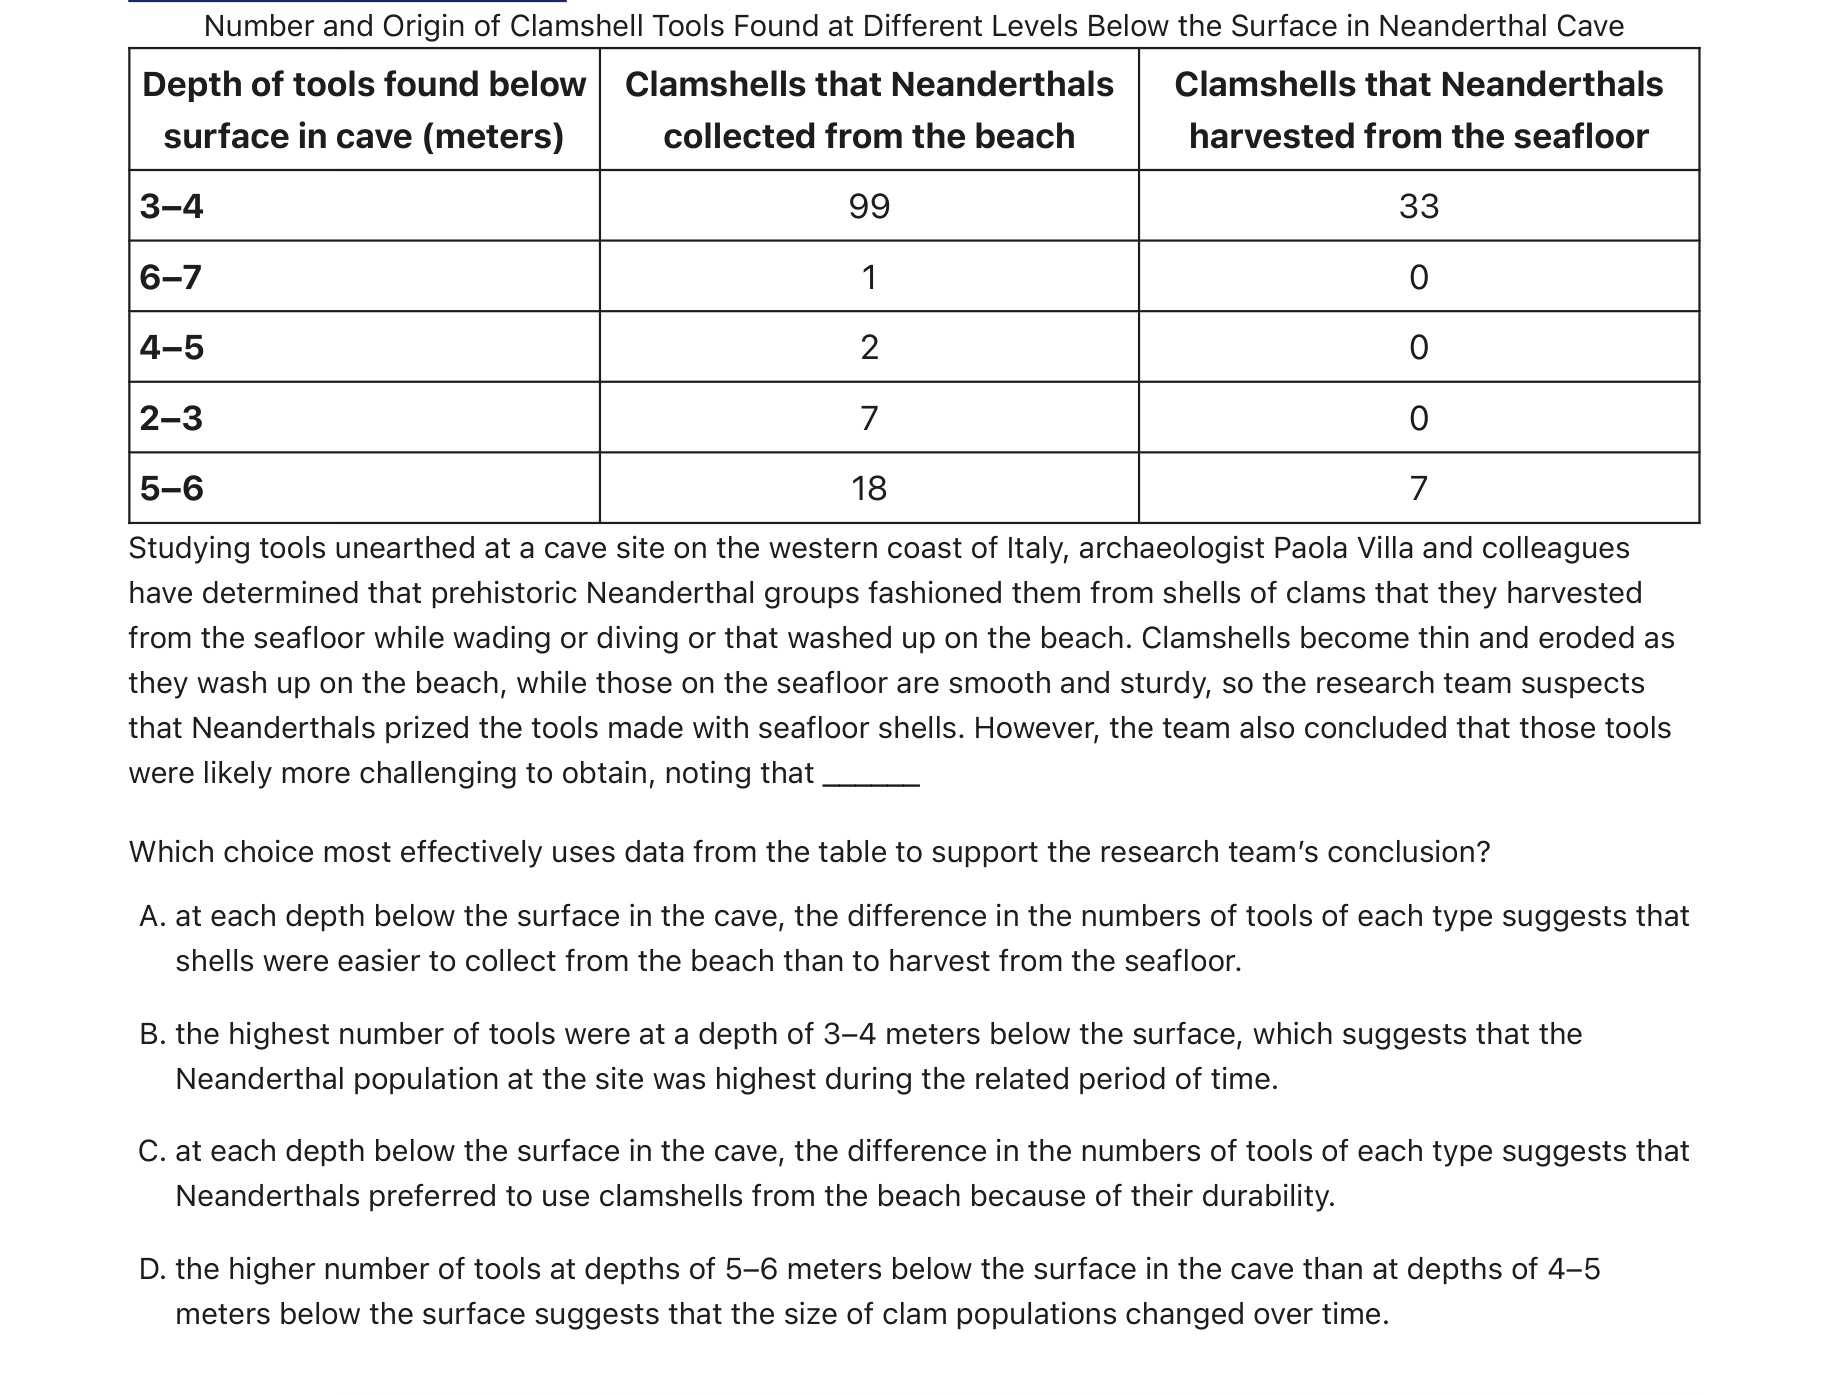 Number and Origin of Clamshell Tools Found at Different Levels Below the Surface in Neanderthal Cave
Depth of tools found below surface in cave (meters)
Clamshells that Neanderthals collected from the beach
Clamshells that Neanderthals harvested from the seafloor
3–4 99 33
6–7 1 0
4–5 2 0
2–3 7 0
5–6 18 7
Studying tools unearthed at a cave site on the western coast of Italy, archaeologist Paola Villa and colleagues
have determined that prehistoric Neanderthal groups fashioned them from shells of clams that they harvested
from the seafloor while wading or diving or that washed up on the beach. Clamshells become thin and eroded as
they wash up on the beach, while those on the seafloor are smooth and sturdy, so the research team suspects
that Neanderthals prized the tools made with seafloor shells. However, the team also concluded that those tools
were likely more challenging to obtain, noting that ______
Which choice most effectively uses data from the table to support the research team’s conclusion?
A. at each depth below the surface in the cave, the difference in the numbers of tools of each type suggests that
shells were easier to collect from the beach than to harvest from the seafloor.
B. the highest number of tools were at a depth of 3–4 meters below the surface, which suggests that the
Neanderthal population at the site was highest during the related period of time.
C. at each depth below the surface in the cave, the difference in the numbers of tools of each type suggests that
Neanderthals preferred to use clamshells from the beach because of their durability.
D. the higher number of tools at depths of 5–6 meters below the surface in the cave than at depths of 4–5
meters below the surface suggests that the size of clam populations changed over time.